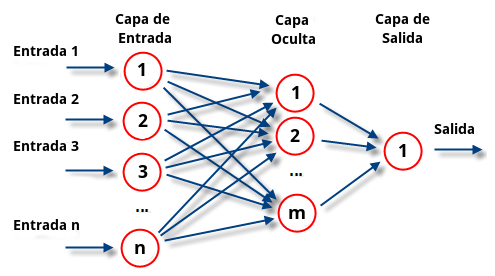 Capa de
Entrada
Capa
Oculta
Capa de
Salida
Entrada 1
Entrada 2
Entrada 3
Entrada n
1
2
3
...
n
1
2
...
m
1
Salida